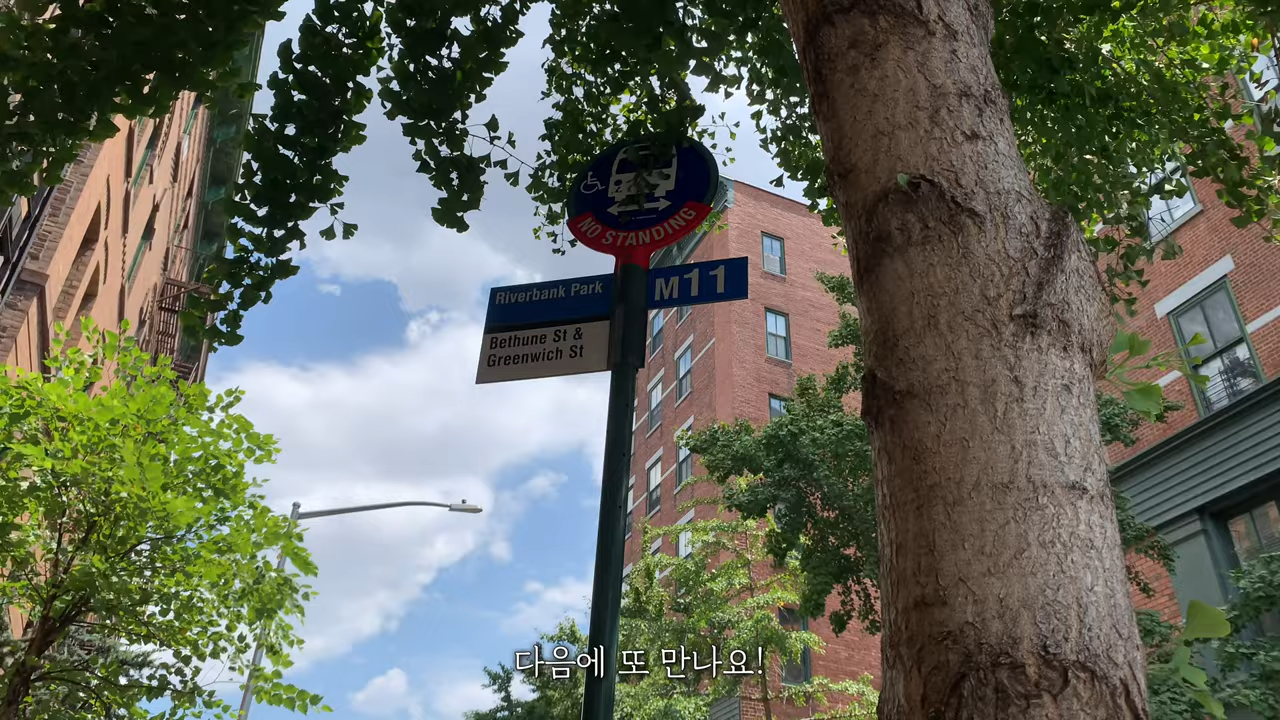 NO STANDING
Riverbank Park
M11
Bethune St &
Greenwich St
다음에 또 만나요!